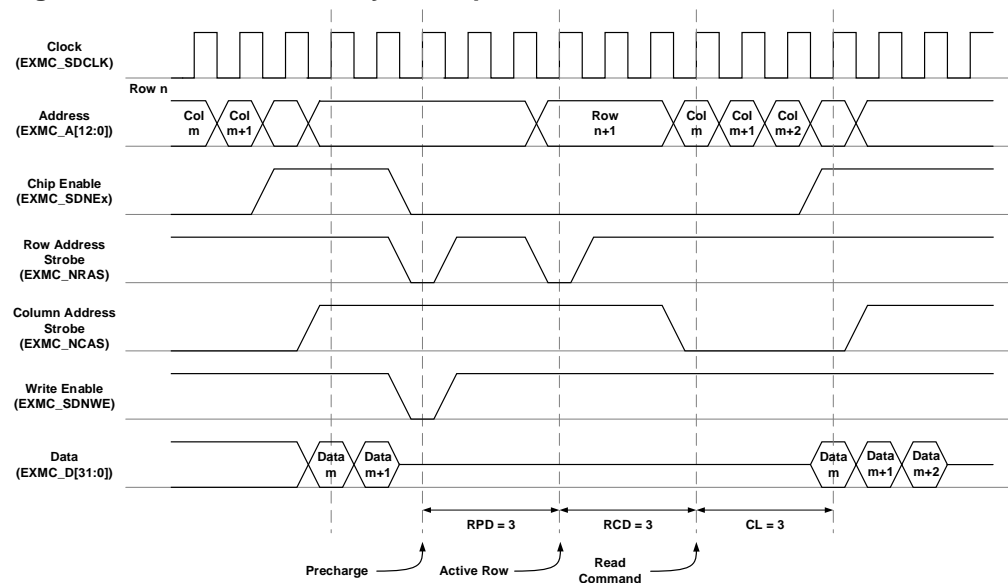 Clock
(EXMC_SDCLK)
Row n
Address
(EXMC_A[12:0])
Col
m
Col
m+1
Row
n+1
Col
m
Col
m+1
Col
m+2
Chip Enable
(EXMC_SDNEx)
Row Address
Strobe
(EXMC_NRAS)
Column Address
Strobe
(EXMC_NCAS)
Write Enable
(EXMC_SDNWE)
Data
(EXMC_D[31:0])
Data
m
Data
m+1
Data
m
Data
m+1
Data
m+2
RPD = 3
RCD = 3
CL = 3
Precharge
Active Row
Read
Command